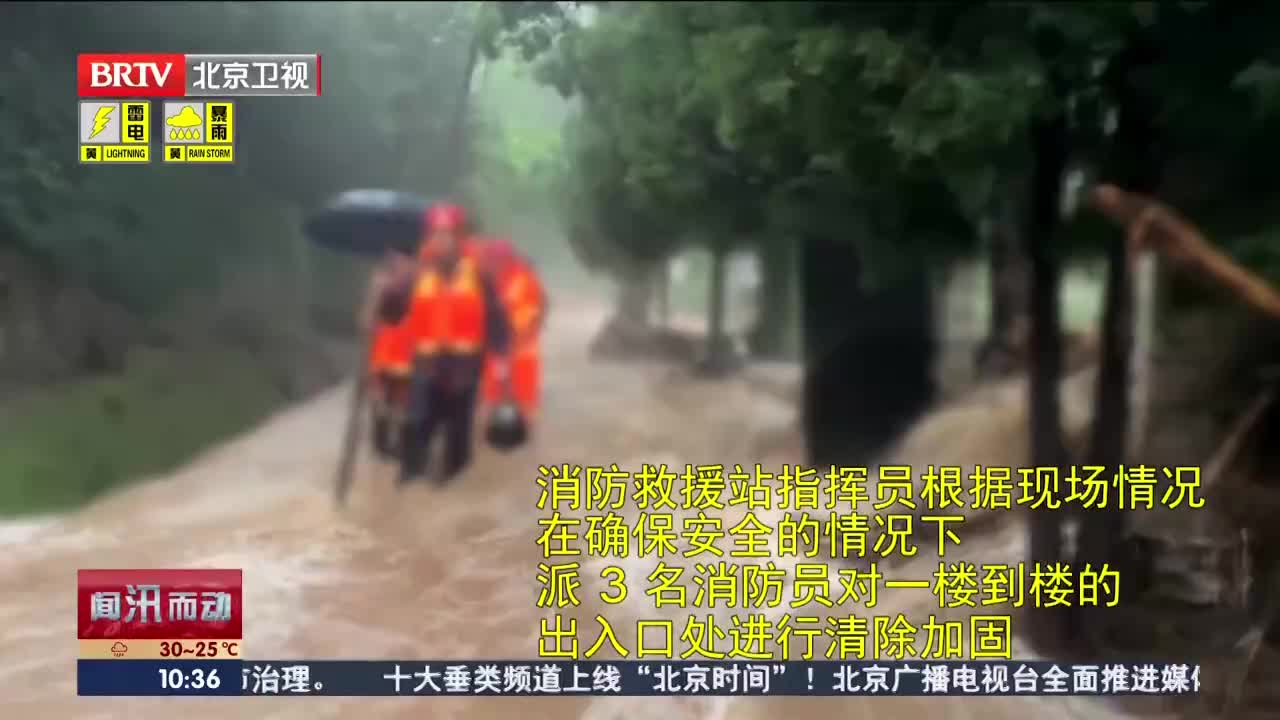 BRTV 北京卫视
雷电
黄 LIGHTNING
暴雨
黄 RAIN STORM
消防救援站指挥员根据现场情况
在确保安全的情况下
派 3 名消防员对一楼到楼的
出入口处进行清除加固
闻汛而动
30~25℃
10:36
治理。 十大垂类频道上线“北京时间”！北京广播电视台全面推进媒